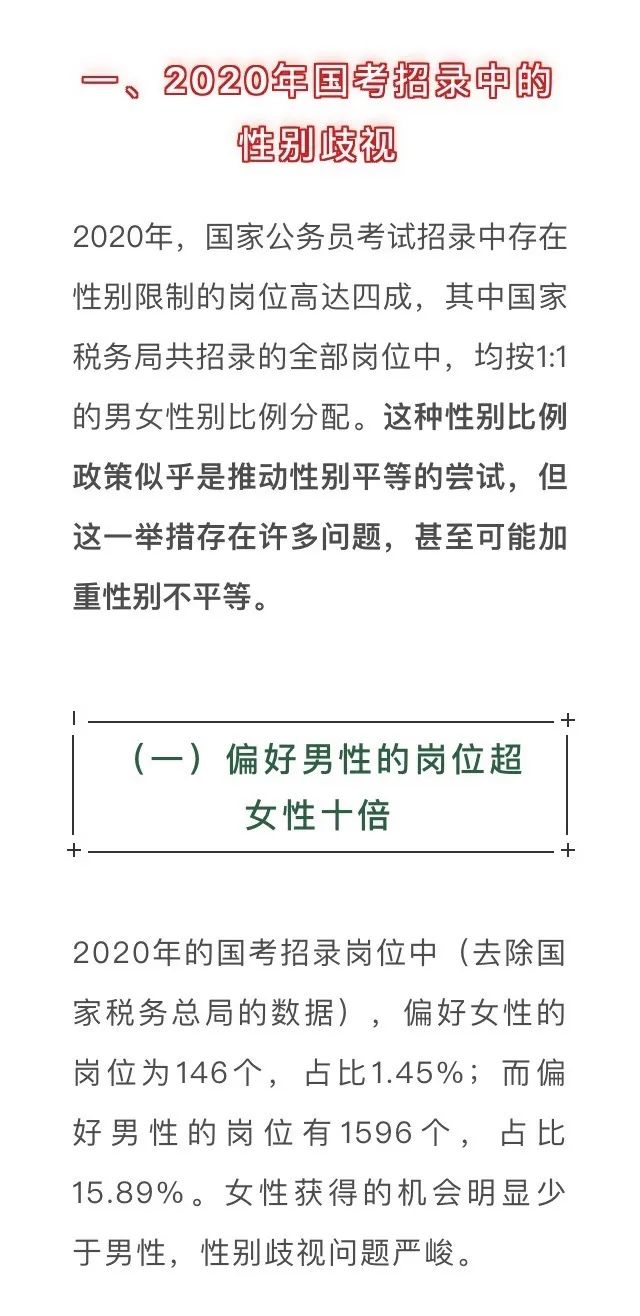 一、2020年国考招录中的
性别歧视
2020年，国家公务员考试招录中存在
性别限制的岗位高达四成，其中国家
税务局共招录的全部岗位中，均按1:1
的男女性别比例分配。这种性别比例
政策似乎是推动性别平等的尝试，但
这一举措存在许多问题，甚至可能加
重性别不平等。
（一）偏好男性的岗位超
女性十倍
2020年的国考招录岗位中（去除国
家税务总局的数据），偏好女性的
岗位为146个，占比1.45%；而偏
好男性的岗位有1596个，占比
15.89%。女性获得的机会明显少
于男性，性别歧视问题严峻。